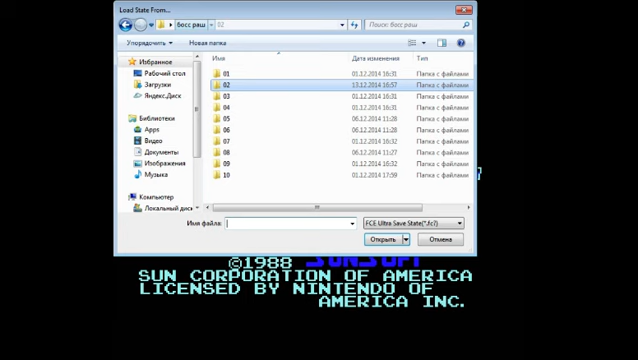 Load State From...
босс раш
02
Поиск: босс раш
Упорядочить
Новая папка
Имя
Дата изменения
Тип
Избранное
Рабочий стол
Загрузки
Яндекс.Диск
Библиотеки
Apps
Видео
Документы
Изображения
Музыка
Компьютер
Локальный диск
01 01.12.2014 16:31 Папка с файлами
02 13.12.2014 16:57 Папка с файлами
03 01.12.2014 16:31 Папка с файлами
04 01.12.2014 16:31 Папка с файлами
05 06.12.2014 11:28 Папка с файлами
06 06.12.2014 11:28 Папка с файлами
07 01.12.2014 16:32 Папка с файлами
08 06.12.2014 11:28 Папка с файлами
09 01.12.2014 16:32 Папка с файлами
10 01.12.2014 17:59 Папка с файлами
Имя файла:
FCE Ultra Save State(*.fc?)
Открыть
Отмена
©1988 SUNSOFT
SUN CORPORATION OF AMERICA
LICENSED BY NINTENDO OF
AMERICA INC.